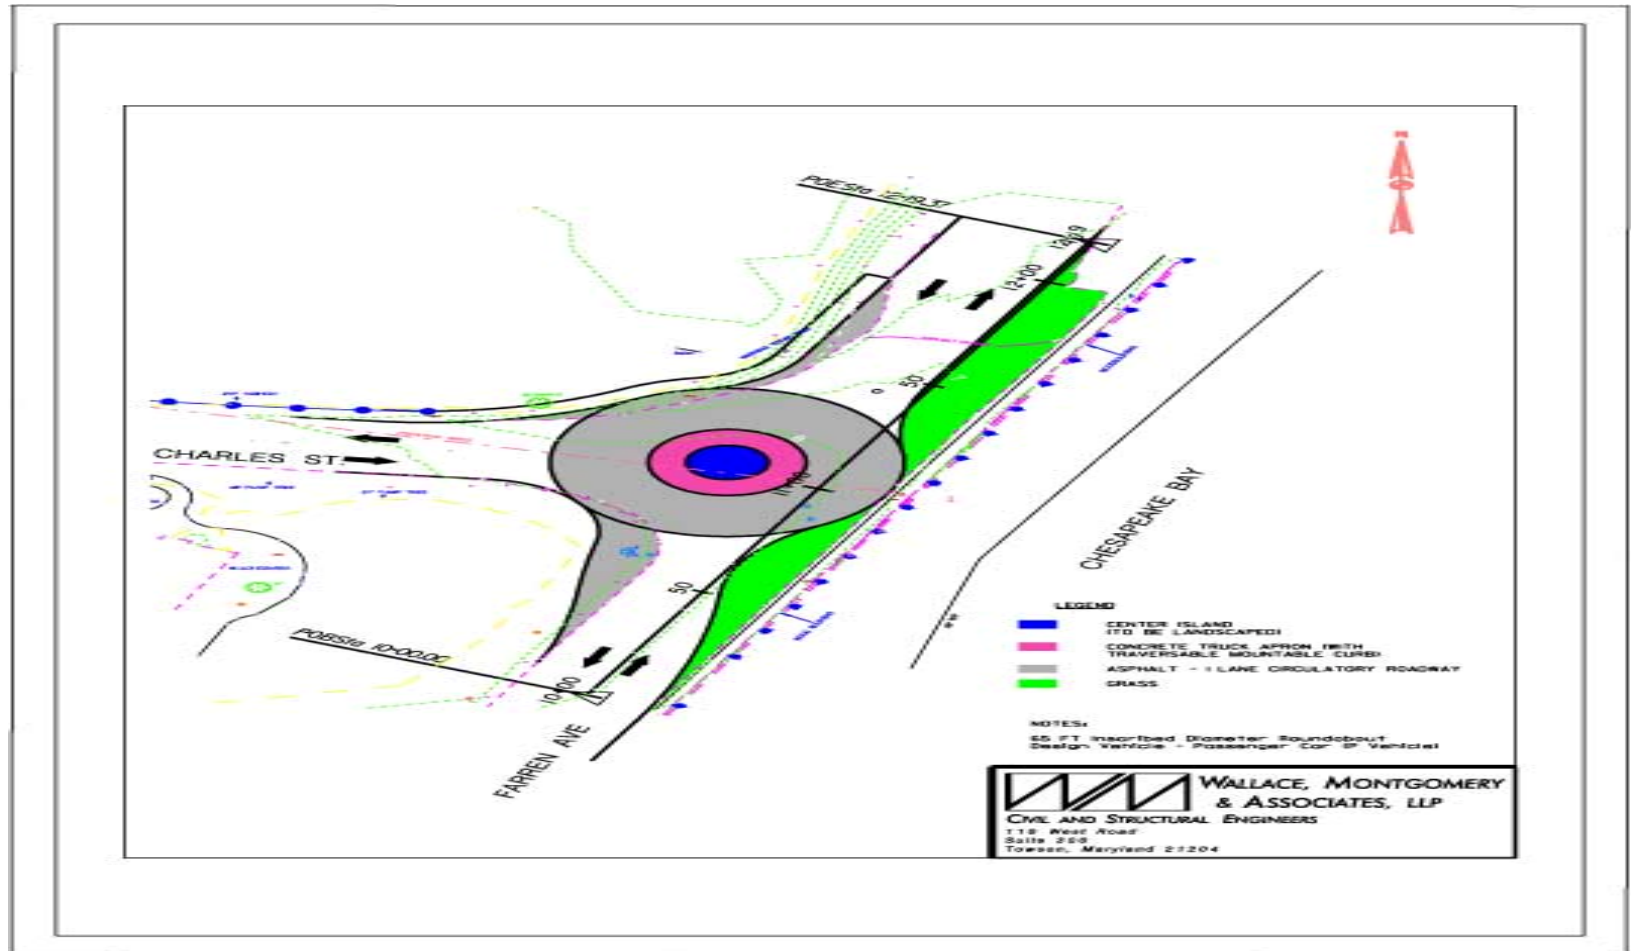 N
POESta 12+19.37
12+19
12+00
50
CHARLES ST.
11+00
CHESAPEAKE BAY
50
POBSta 10+00.00
10+00
FARREN AVE
LEGEND
CENTER ISLAND
(TO BE LANDSCAPED)
CONCRETE TRUCK APRON (WITH
TRAVERSABLE MOUNTABLE CURB)
ASPHALT - 1 LANE CIRCULATORY ROADWAY
GRASS
NOTES:
65 FT Inscribed Diameter Roundabout
Design Vehicle - Passenger Car (P Vehicle)
WM WALLACE, MONTGOMERY
& ASSOCIATES, LLP
CIVIL AND STRUCTURAL ENGINEERS
West Road
Suite
Towson, Maryland 21204